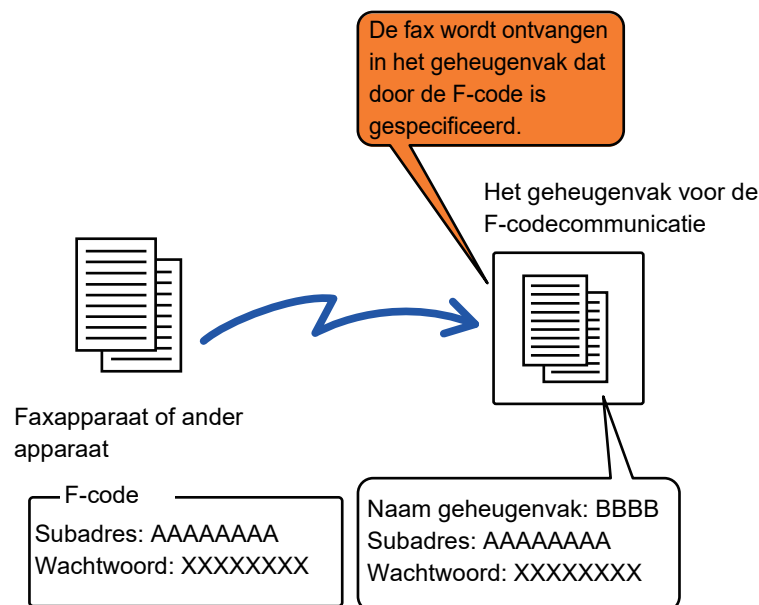 De fax wordt ontvangen
in het geheugenvak dat
door de F-code is
gespecificeerd.
Het geheugenvak voor de
F-codecommunicatie
Faxapparaat of ander
apparaat
F-code
Subadres: AAAAAAAA
Wachtwoord: XXXXXXXX
Naam geheugenvak: BBBB
Subadres: AAAAAAAA
Wachtwoord: XXXXXXXX